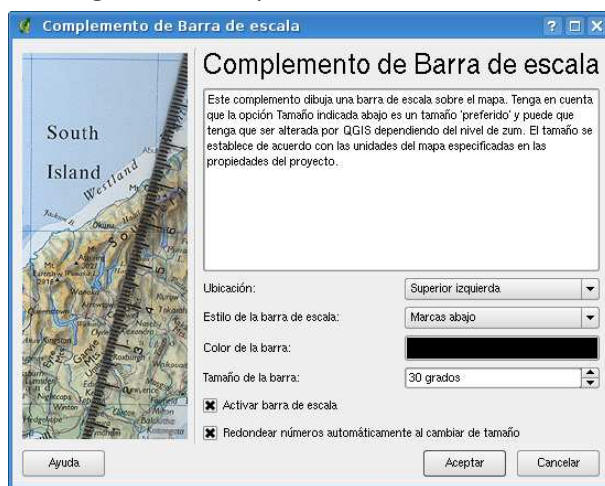 Complemento de Barra de escala
Complemento de Barra de escala
Este complemento dibuja una barra de escala sobre el mapa. Tenga en cuenta
que la opción Tamaño indicada abajo es un tamaño 'preferido' y puede que
tenga que ser alterada por QGIS dependiendo del nivel de zum. El tamaño se
establece de acuerdo con las unidades del mapa especificadas en las
propiedades del proyecto.
South
Island
Westland
Ubicación:
Superior izquierda
Estilo de la barra de escala:
Marcas abajo
Color de la barra:
Tamaño de la barra:
30 grados
Activar barra de escala
Redondear números automáticamente al cambiar de tamaño
Ayuda
Aceptar
Cancelar